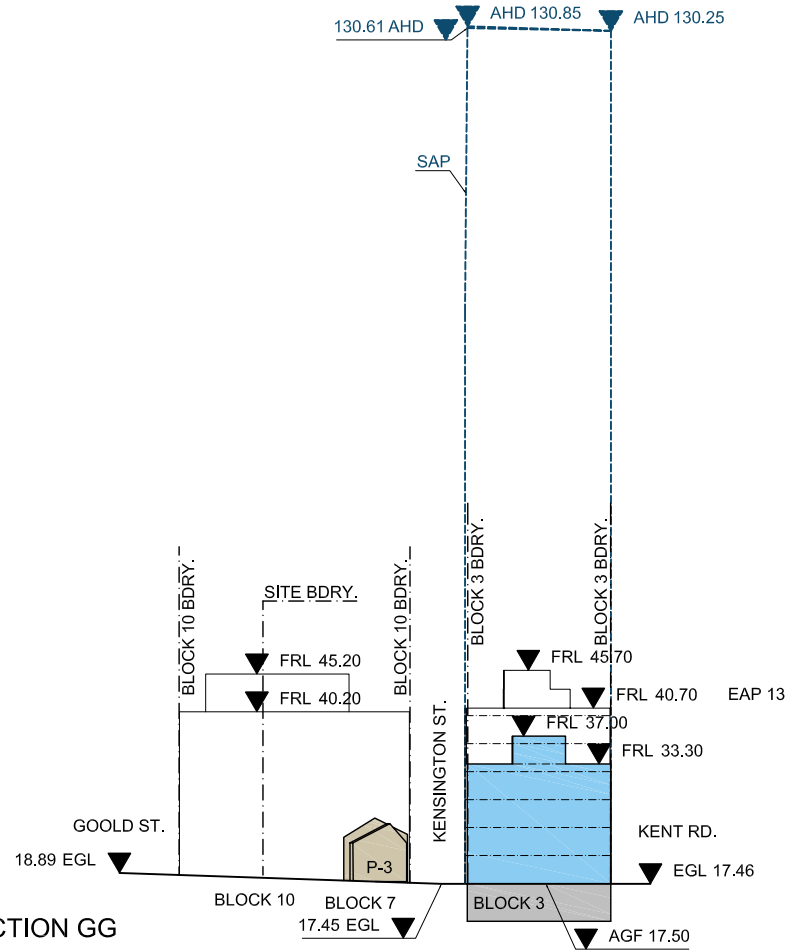 130.61 AHD
AHD 130.85
AHD 130.25
SAP
BLOCK 10 BDRY.
SITE BDRY.
BLOCK 10 BDRY.
BLOCK 3 BDRY.
BLOCK 3 BDRY.
FRL 45.20
FRL 40.20
FRL 45.70
FRL 40.70
EAP 13
FRL 37.00
FRL 33.30
KENSINGTON ST.
GOOLD ST.
KENT RD.
18.89 EGL
P-3
EGL 17.46
BLOCK 10
BLOCK 7
BLOCK 3
17.45 EGL
AGF 17.50
CTION GG